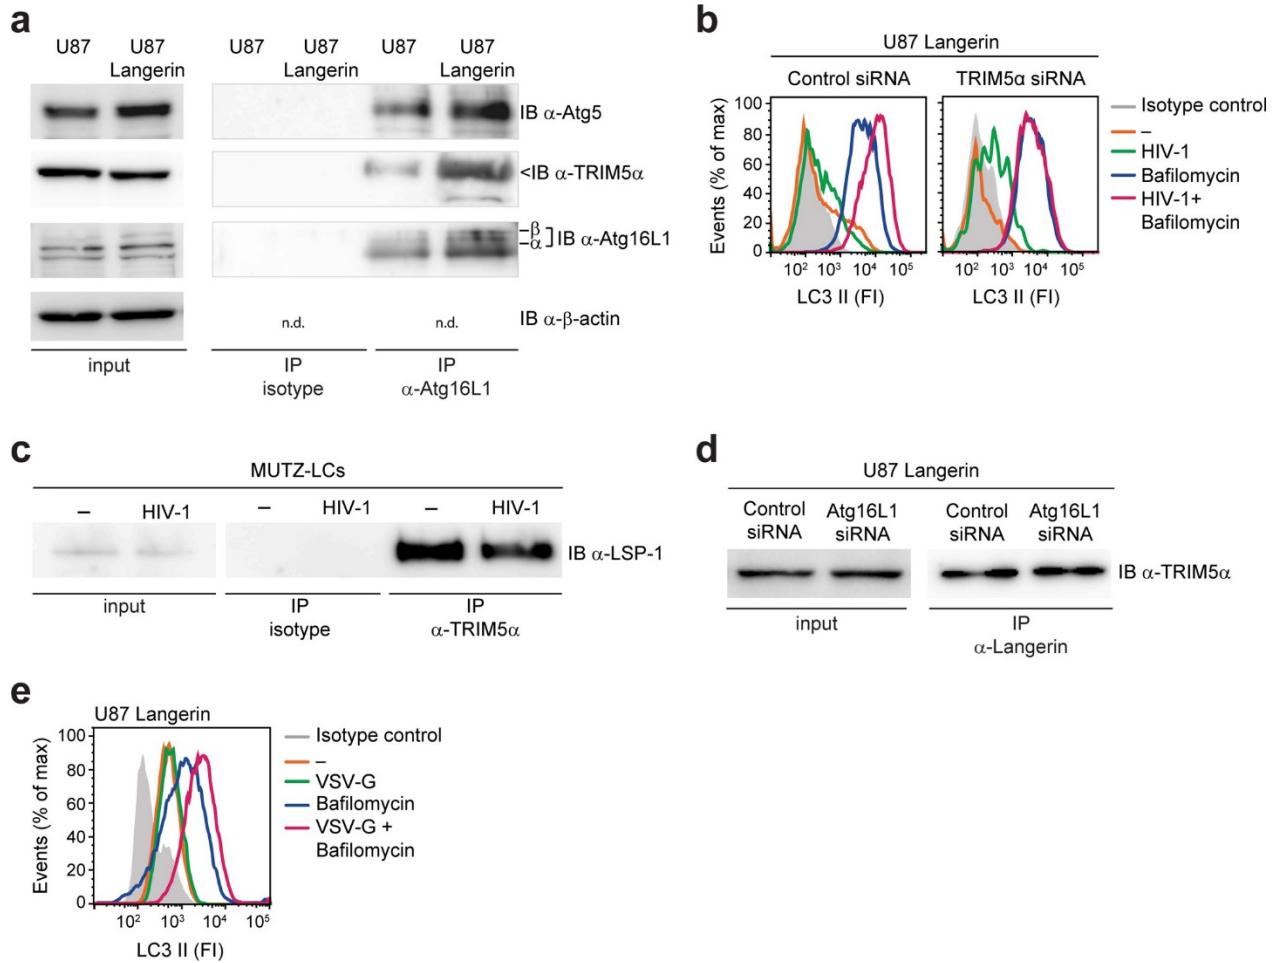 a
U87 U87 Langerin U87 U87 Langerin U87 U87 Langerin
IB α-Atg5
<IB α-TRIM5α
β
α
IB α-Atg16L1
IB α-β-actin
n.d. n.d.
input
IP isotype
IP α-Atg16L1
b
U87 Langerin
Control siRNA TRIM5α siRNA
Events (% of max)
100
80
60
40
20
0
10² 10³ 10⁴ 10⁵ 10² 10³ 10⁴ 10⁵
LC3 II (FI) LC3 II (FI)
Isotype control
–
HIV-1
Bafilomycin
HIV-1+
Bafilomycin
c
MUTZ-LCs
– HIV-1 – HIV-1 – HIV-1
IB α-LSP-1
input
IP isotype
IP α-TRIM5α
d
U87 Langerin
Control siRNA Atg16L1 siRNA Control siRNA Atg16L1 siRNA
IB α-TRIM5α
input
IP α-Langerin
e
U87 Langerin
Events (% of max)
100
80
60
40
20
0
10² 10³ 10⁴ 10⁵
LC3 II (FI)
Isotype control
–
VSV-G
Bafilomycin
VSV-G +
Bafilomycin